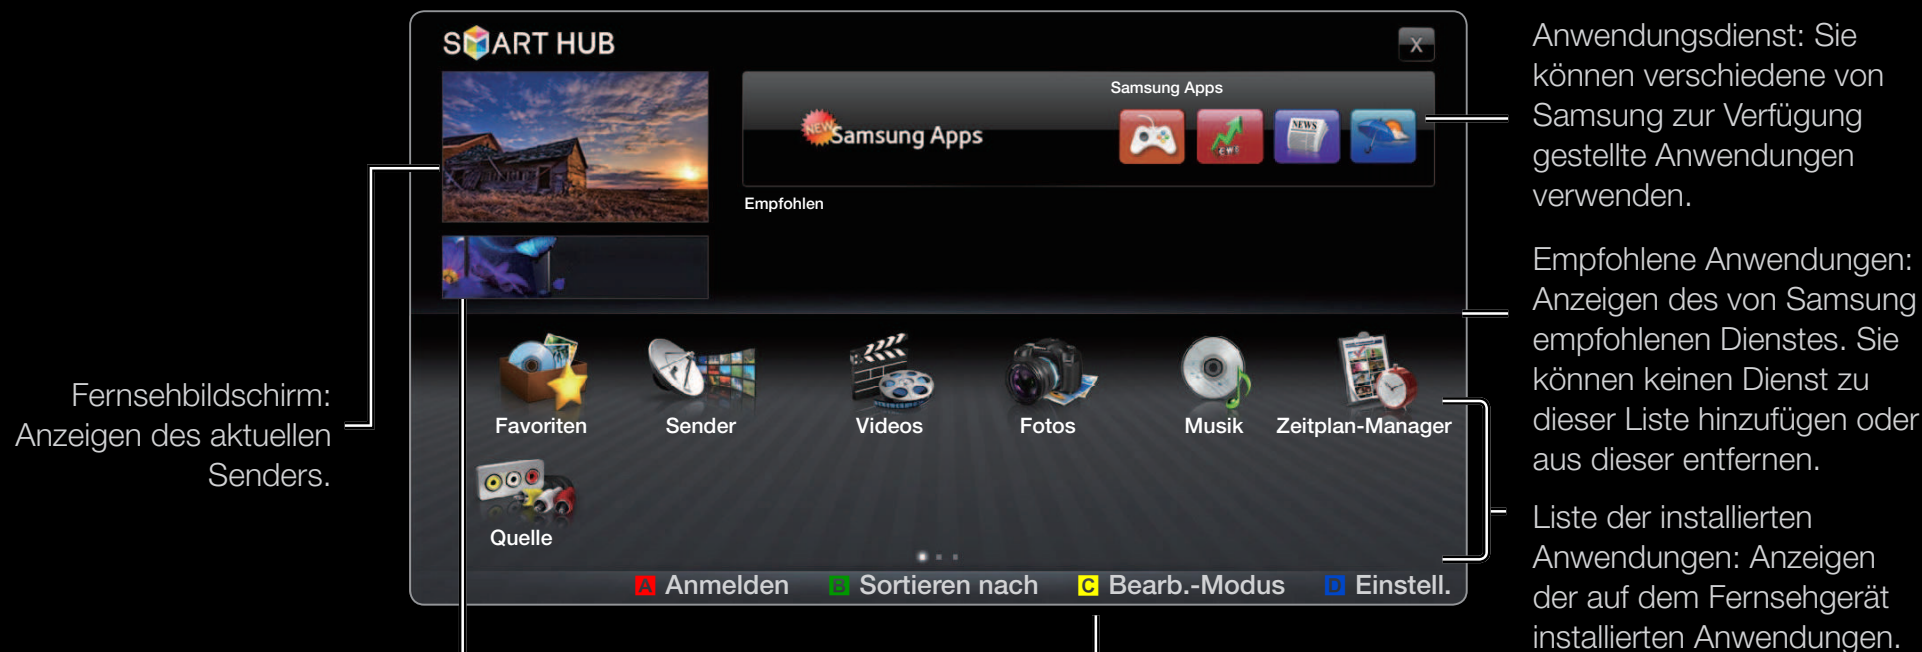 SMART HUB
X
Samsung Apps
NEW
Samsung Apps
NEWS
NEWS
Empfohlen
Favoriten
Sender
Videos
Fotos
Musik
Zeitplan-Manager
Quelle
A Anmelden
B Sortieren nach
C Bearb.-Modus
D Einstell.
Fernsehbildschirm:
Anzeigen des aktuellen
Senders.
Anwendungsdienst: Sie
können verschiedene von
Samsung zur Verfügung
gestellte Anwendungen
verwenden.
Empfohlene Anwendungen:
Anzeigen des von Samsung
empfohlenen Dienstes. Sie
können keinen Dienst zu
dieser Liste hinzufügen oder
aus dieser entfernen.
Liste der installierten
Anwendungen: Anzeigen
der auf dem Fernsehgerät
installierten Anwendungen.